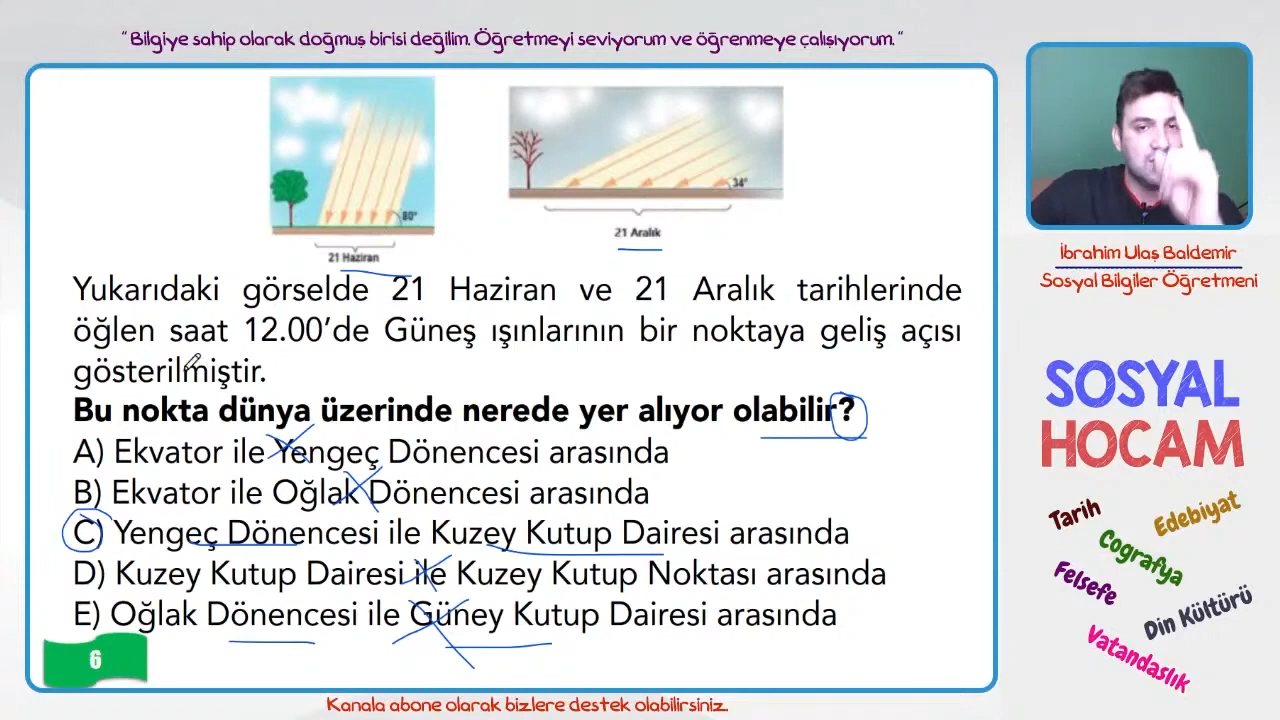 “ Bilgiye sahip olarak doğmuş birisi değilim. Öğretmeyi seviyorum ve öğrenmeye çalışıyorum. “
80°
34°
21 Haziran
21 Aralık
Yukarıdaki görselde 21 Haziran ve 21 Aralık tarihlerinde
öğlen saat 12.00’de Güneş ışınlarının bir noktaya geliş açısı
gösterilmiştir.
Bu nokta dünya üzerinde nerede yer alıyor olabilir?
A) Ekvator ile Yengeç Dönencesi arasında
B) Ekvator ile Oğlak Dönencesi arasında
C) Yengeç Dönencesi ile Kuzey Kutup Dairesi arasında
D) Kuzey Kutup Dairesi ile Kuzey Kutup Noktası arasında
E) Oğlak Dönencesi ile Güney Kutup Dairesi arasında
6
Kanala abone olarak bizlere destek olabilirsiniz.
İbrahim Ulaş Baldemir
Sosyal Bilgiler Öğretmeni
SOSYAL
HOCAM
Tarih
Edebiyat
Coğrafya
Felsefe
Din Kültürü
Vatandaşlık